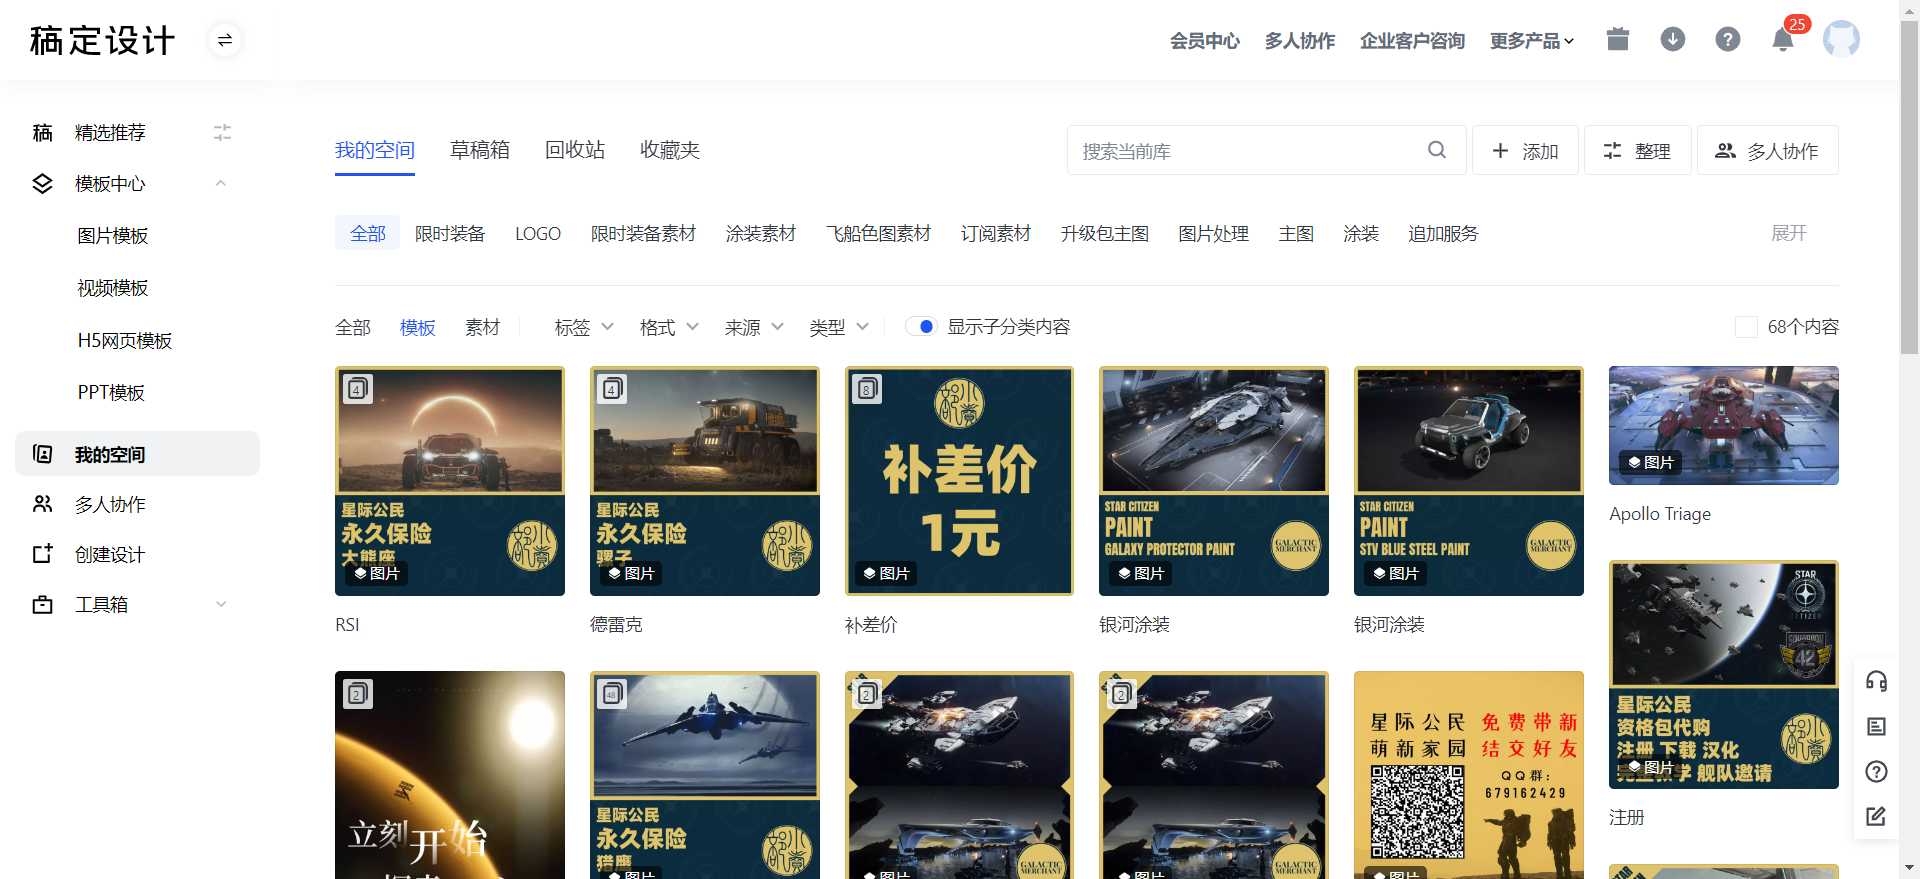 稿定设计
会员中心
多人协作
企业客户咨询
更多产品
25
稿 精选推荐
模板中心
图片模板
视频模板
H5网页模板
PPT模板
我的空间
多人协作
创建设计
工具箱
我的空间 草稿箱 回收站 收藏夹
搜索当前库
添加
整理
多人协作
全部 限时装备 LOGO 限时装备素材 涂装素材 飞船色图素材 订阅素材 升级包主图 图片处理 主图 涂装 追加服务
展开
全部 模板 素材
标签 格式 来源 类型
显示子分类内容
68个内容
4
星际公民
永久保险
大熊座
图片
RSI
4
星际公民
永久保险
骡子
图片
德雷克
8
补差价
1元
图片
补差价
STAR CITIZEN
PAINT
GALAXY PROTECTOR PAINT
GALACTIC
MERCHANT
图片
银河涂装
STAR CITIZEN
PAINT
STV BLUE STEEL PAINT
GALACTIC
MERCHANT
图片
银河涂装
图片
Apollo Triage
STAR
CITIZEN
SQUADRON
42
星际公民
资格包代购
注册 下载 汉化
舰队邀请
图片
注册
2
立刻开始
48
星际公民
永久保险
猎鹰
图片
2
GALACTIC
MERCHANT
图片
2
GALACTIC
MERCHANT
图片
星际公民
萌新家园
免费带新
结交好友
QQ群:
679162429
图片